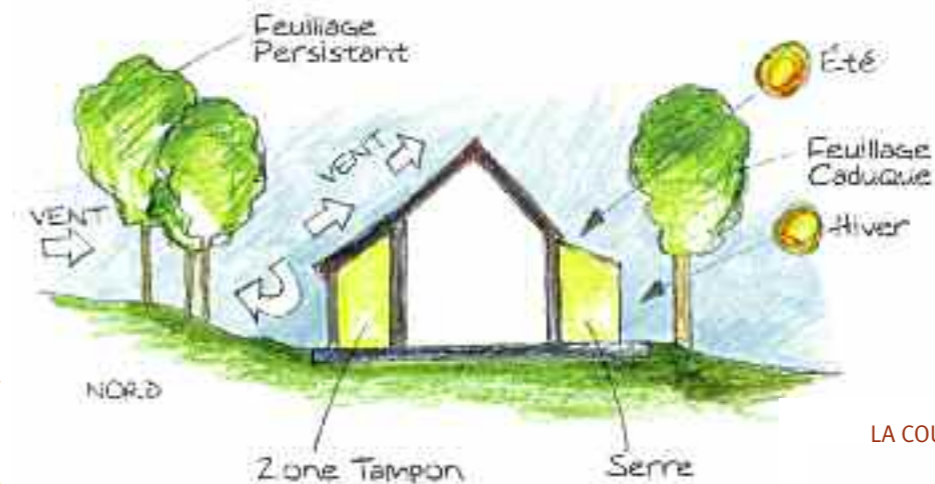 Feuillage
Persistant
Été
VENT
Feuillage
Caduque
VENT
Hiver
NORD
LA COU
Zone Tampon
Serre